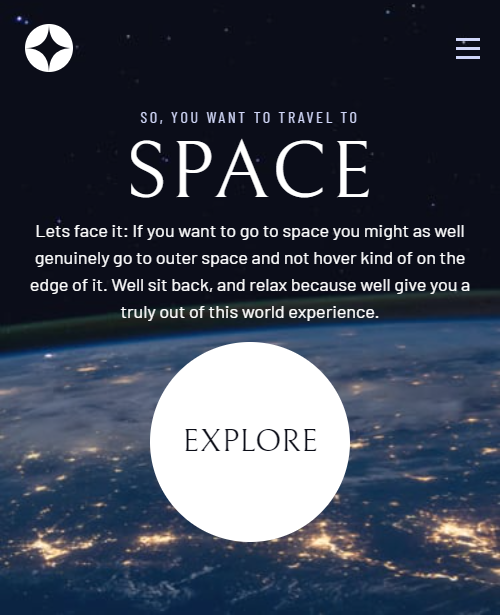 SO, YOU WANT TO TRAVEL TO
SPACE
Lets face it: If you want to go to space you might as well
genuinely go to outer space and not hover kind of on the
edge of it. Well sit back, and relax because well give you a
truly out of this world experience.
EXPLORE